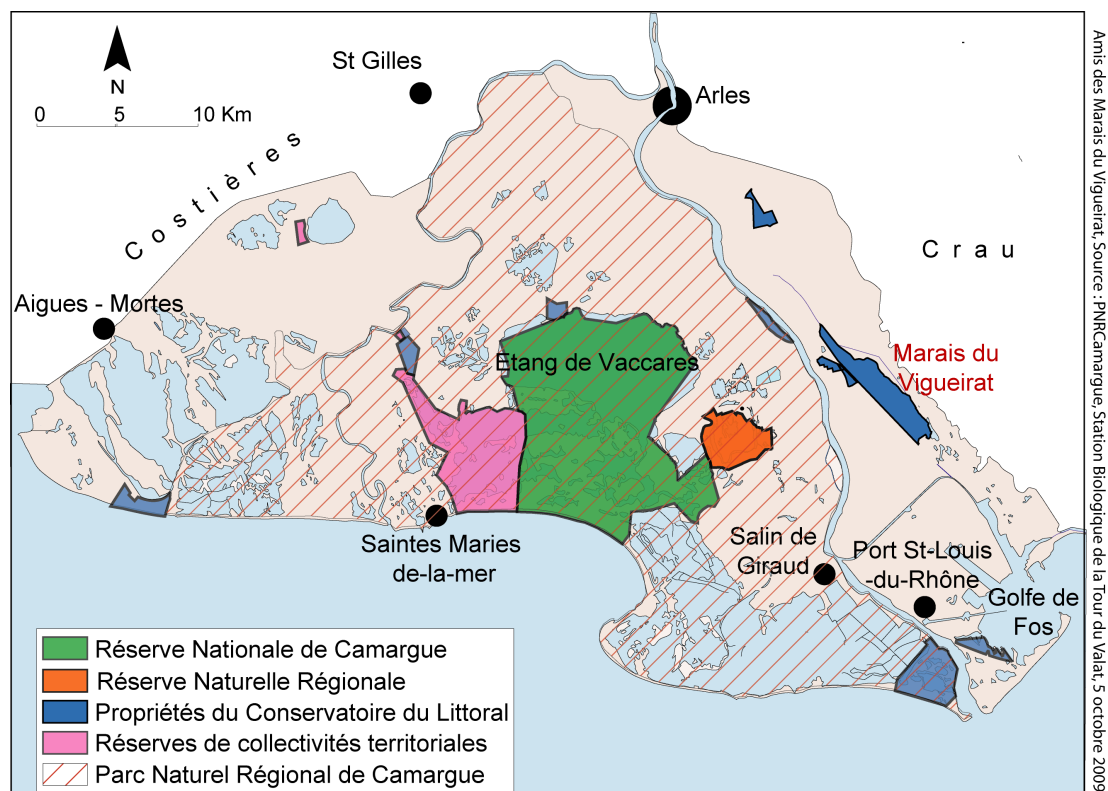 St Gilles
N
0 5 10 Km
Arles
Costières
Crau
Aigues - Mortes
Etang de Vaccares
Marais du
Vigueirat
Saintes Maries
de-la-mer
Salin de
Giraud
Port St-Louis
-du-Rhône
Golfe de
Fos
Réserve Nationale de Camargue
Réserve Naturelle Régionale
Propriétés du Conservatoire du Littoral
Réserves de collectivités territoriales
Parc Naturel Régional de Camargue
Amis des Marais du Vigueirat, Source : PNRCamargue, Station Biologique de la Tour du Valat, 5 octobre 2009